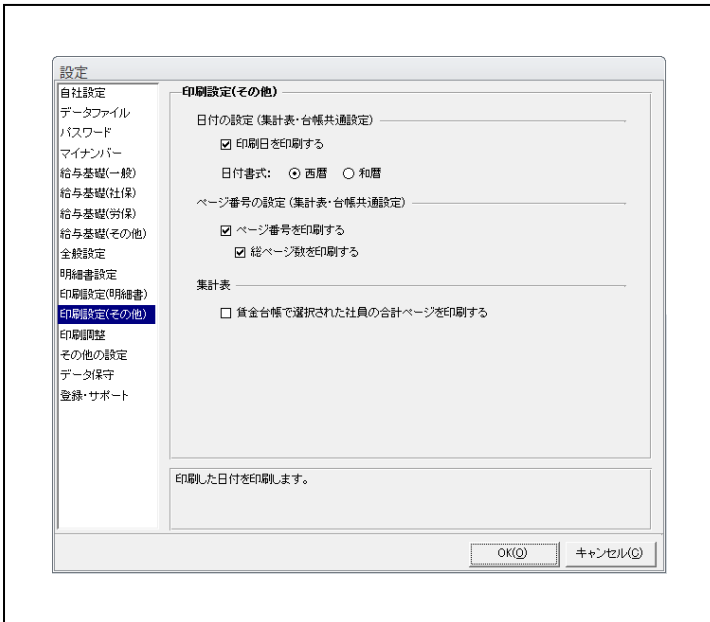 設定
自社設定
データファイル
パスワード
マイナンバー
給与基礎(一般)
給与基礎(社保)
給与基礎(労保)
給与基礎(その他)
全般設定
明細書設定
印刷設定(明細書)
印刷設定(その他)
印刷調整
その他の設定
データ保守
登録・サポート
印刷設定(その他)
日付の設定(集計表・台帳共通設定)
印刷日を印刷する
日付書式: 西暦 和暦
ページ番号の設定(集計表・台帳共通設定)
ページ番号を印刷する
総ページ数を印刷する
集計表
賃金台帳で選択された社員の合計ページを印刷する
印刷した日付を印刷します。
OK(O) キャンセル(C)